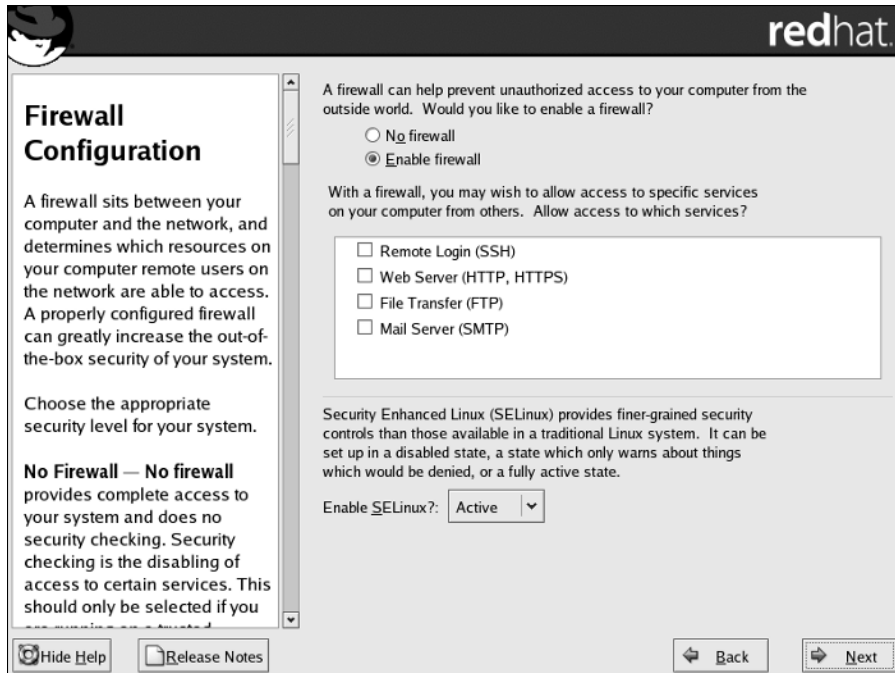 redhat.
Firewall
Configuration
A firewall sits between your
computer and the network, and
determines which resources on
your computer remote users on
the network are able to access.
A properly configured firewall
can greatly increase the out-of-
the-box security of your system.
Choose the appropriate
security level for your system.
No Firewall — No firewall
provides complete access to
your system and does no
security checking. Security
checking is the disabling of
access to certain services. This
should only be selected if you
A firewall can help prevent unauthorized access to your computer from the
outside world. Would you like to enable a firewall?
No firewall
Enable firewall
With a firewall, you may wish to allow access to specific services
on your computer from others. Allow access to which services?
Remote Login (SSH)
Web Server (HTTP, HTTPS)
File Transfer (FTP)
Mail Server (SMTP)
Security Enhanced Linux (SELinux) provides finer-grained security
controls than those available in a traditional Linux system. It can be
set up in a disabled state, a state which only warns about things
which would be denied, or a fully active state.
Enable SELinux?: Active
Hide Help
Release Notes
Back
Next